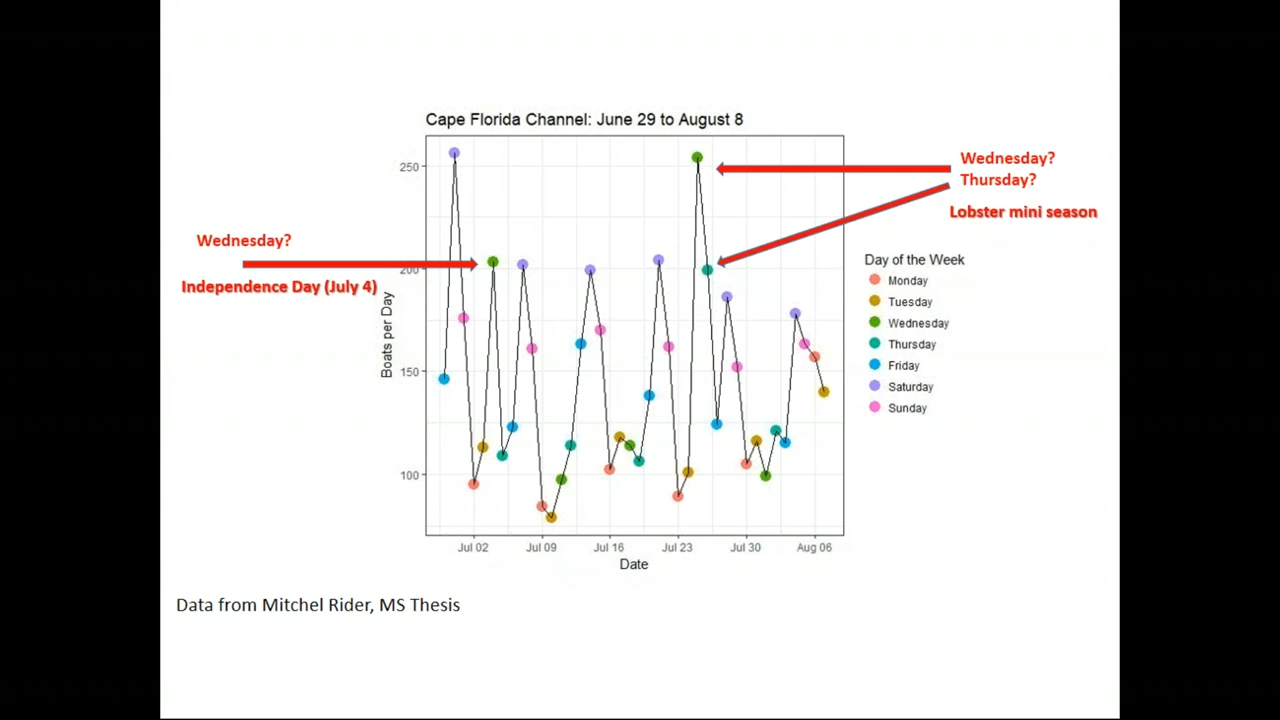 Cape Florida Channel: June 29 to August 8
250
200
150
100
Boats per Day
Jul 02
Jul 09
Jul 16
Jul 23
Jul 30
Aug 06
Date
Wednesday?
Independence Day (July 4)
Wednesday?
Thursday?
Lobster mini season
Day of the Week
Monday
Tuesday
Wednesday
Thursday
Friday
Saturday
Sunday
Data from Mitchel Rider, MS Thesis